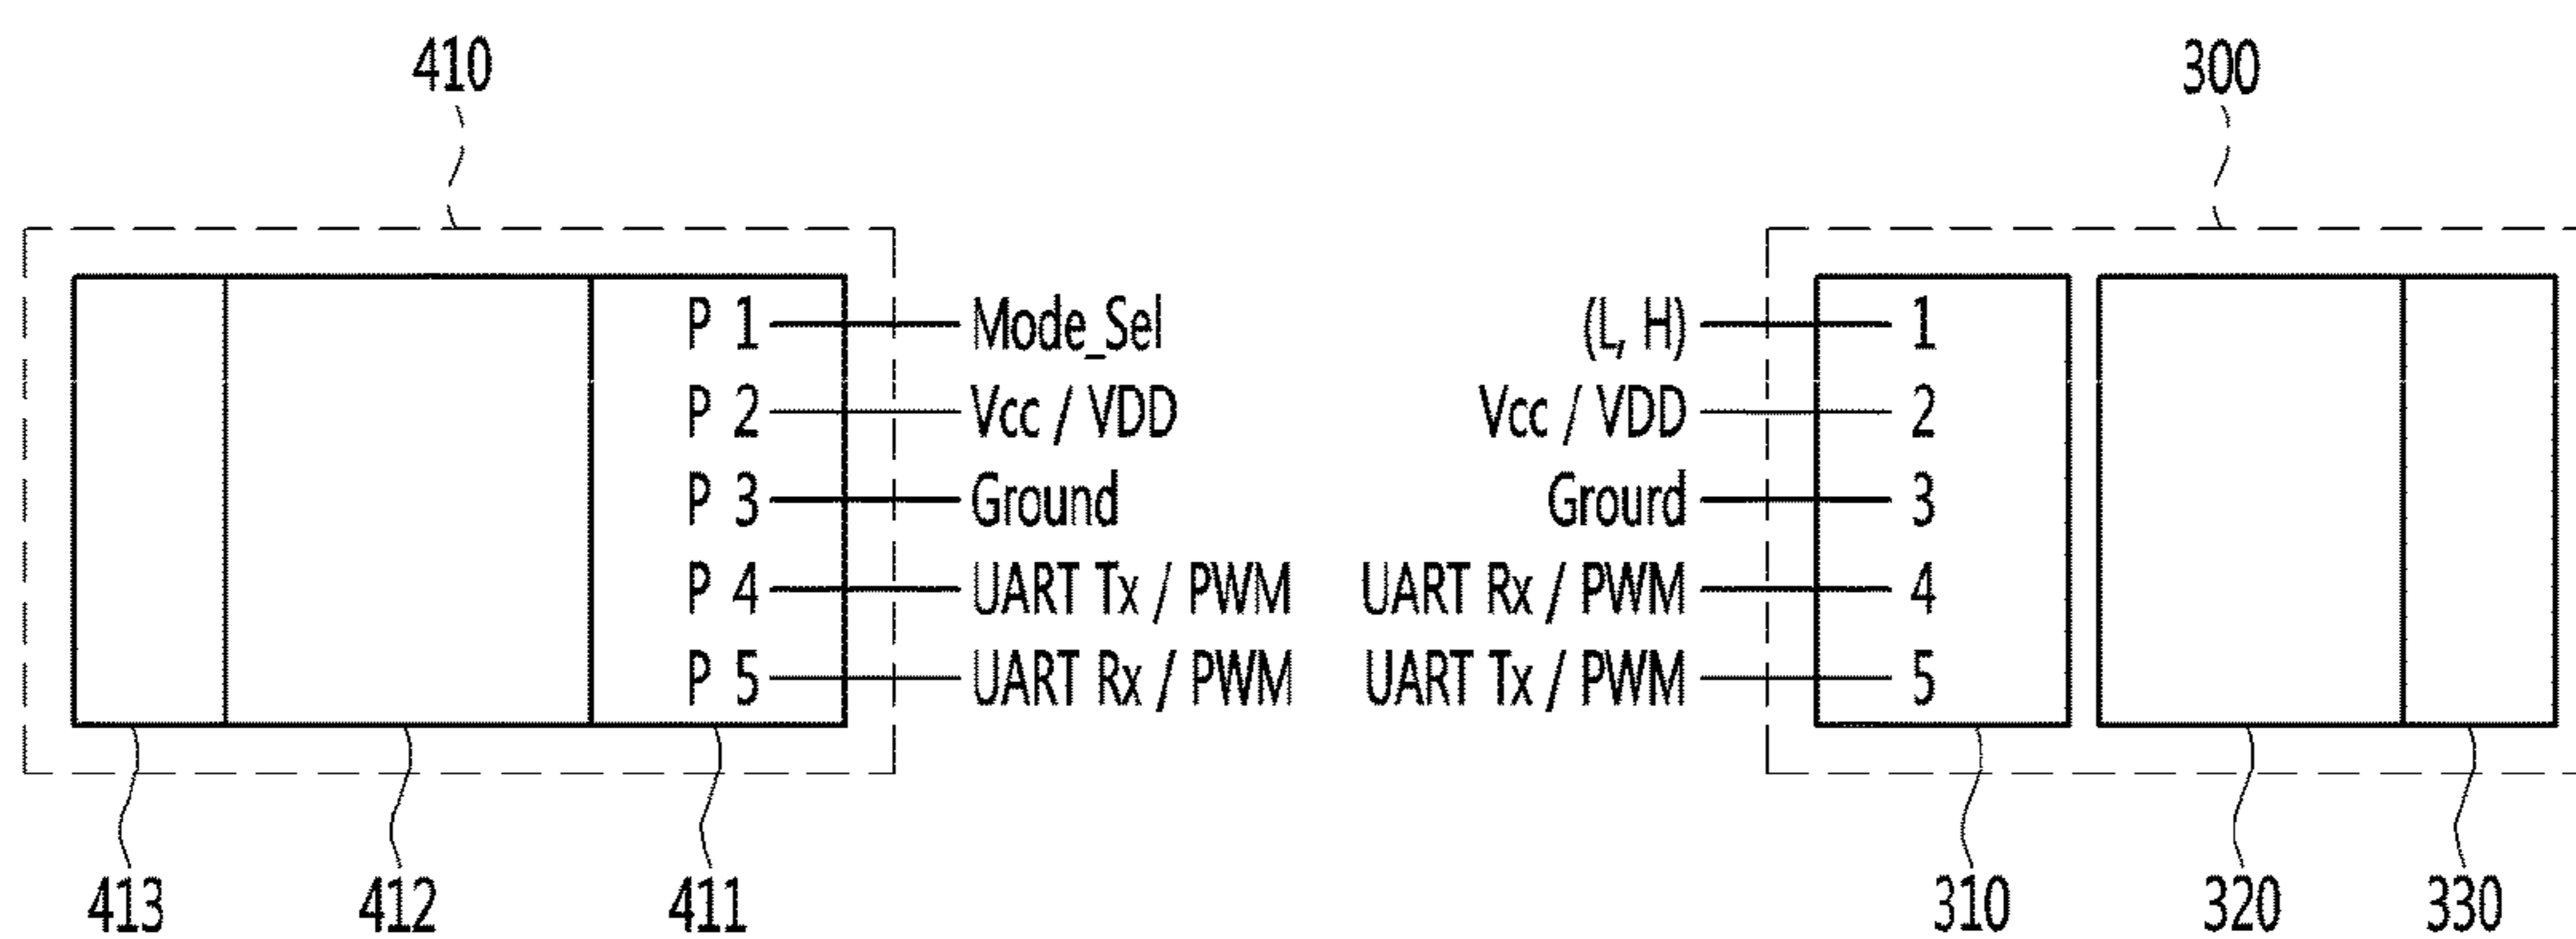 410 300
P 1 Mode_Sel (L, H) 1
P 2 Vcc / VDD Vcc / VDD 2
P 3 Ground Grourd 3
P 4 UART Tx / PWM UART Rx / PWM 4
P 5 UART Rx / PWM UART Tx / PWM 5
413 412 411 310 320 330